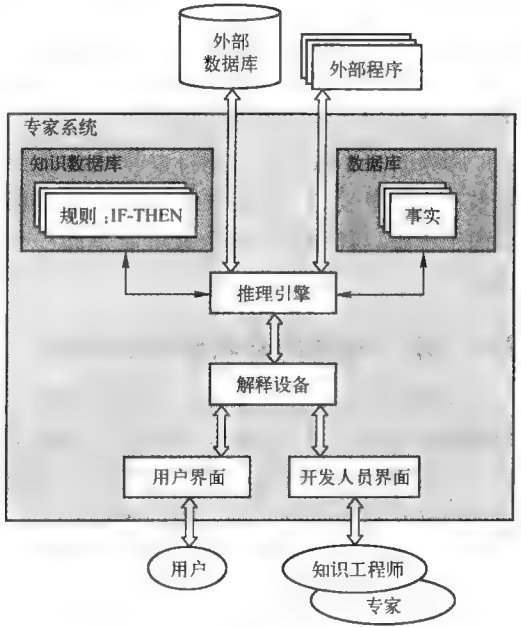 外部
数据库
外部程序
专家系统
知识数据库
数据库
规则:IF-THEN
事实
推理引擎
解释设备
用户界面
开发人员界面
用户
知识工程师
专家